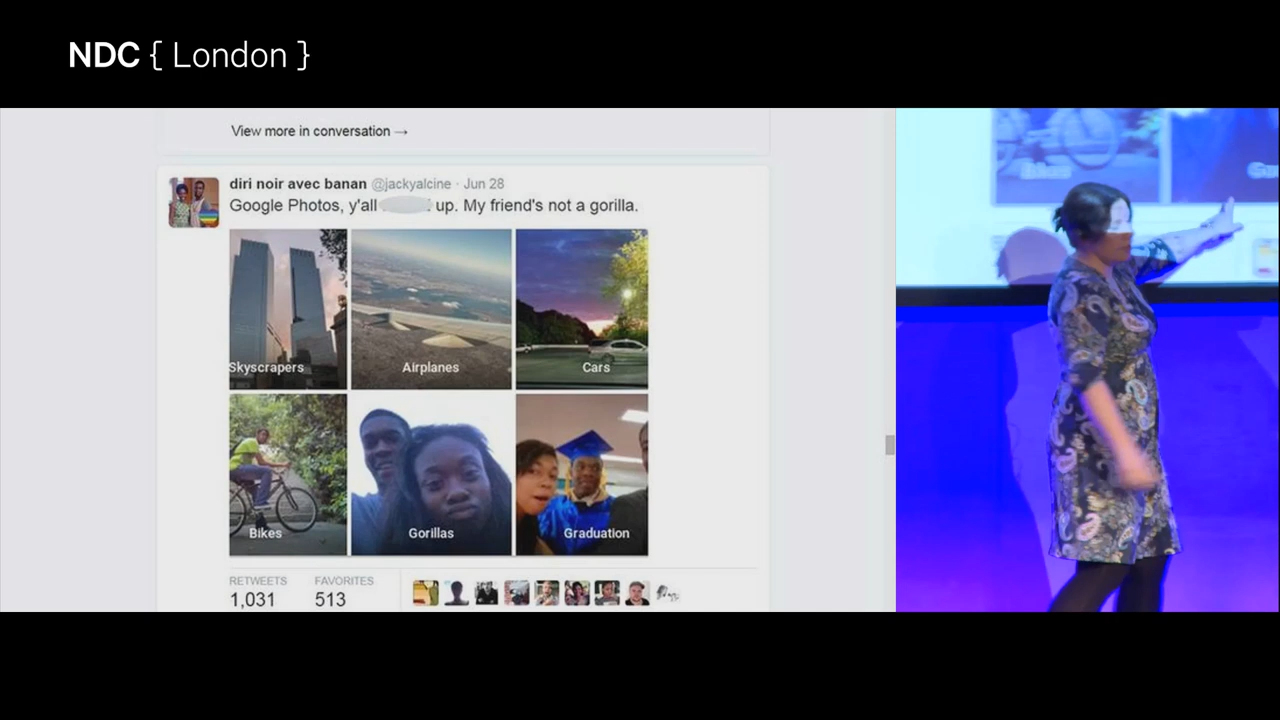 NDC { London }
View more in conversation →
diri noir avec banan @jackyalcine · Jun 28
Google Photos, y'all up. My friend's not a gorilla.
Skyscrapers
Airplanes
Cars
Bikes
Gorillas
Graduation
RETWEETS
FAVORITES
1,031
513